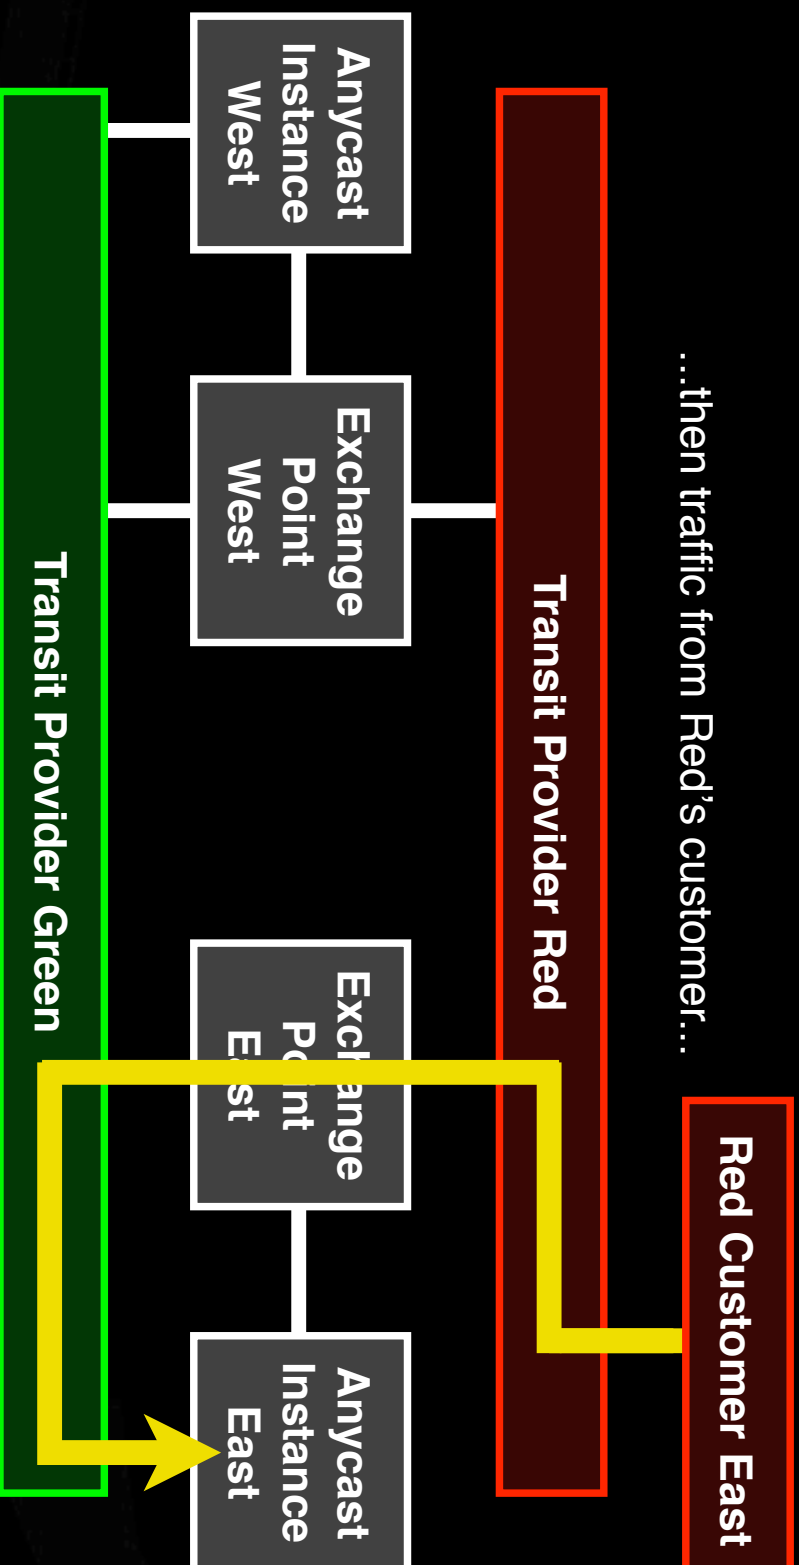 ...then traffic from Red’s customer...
Red Customer East
Transit Provider Red
Anycast
Instance
West
Exchange
Point
West
Exchange
Point
East
Anycast
Instance
East
Transit Provider Green